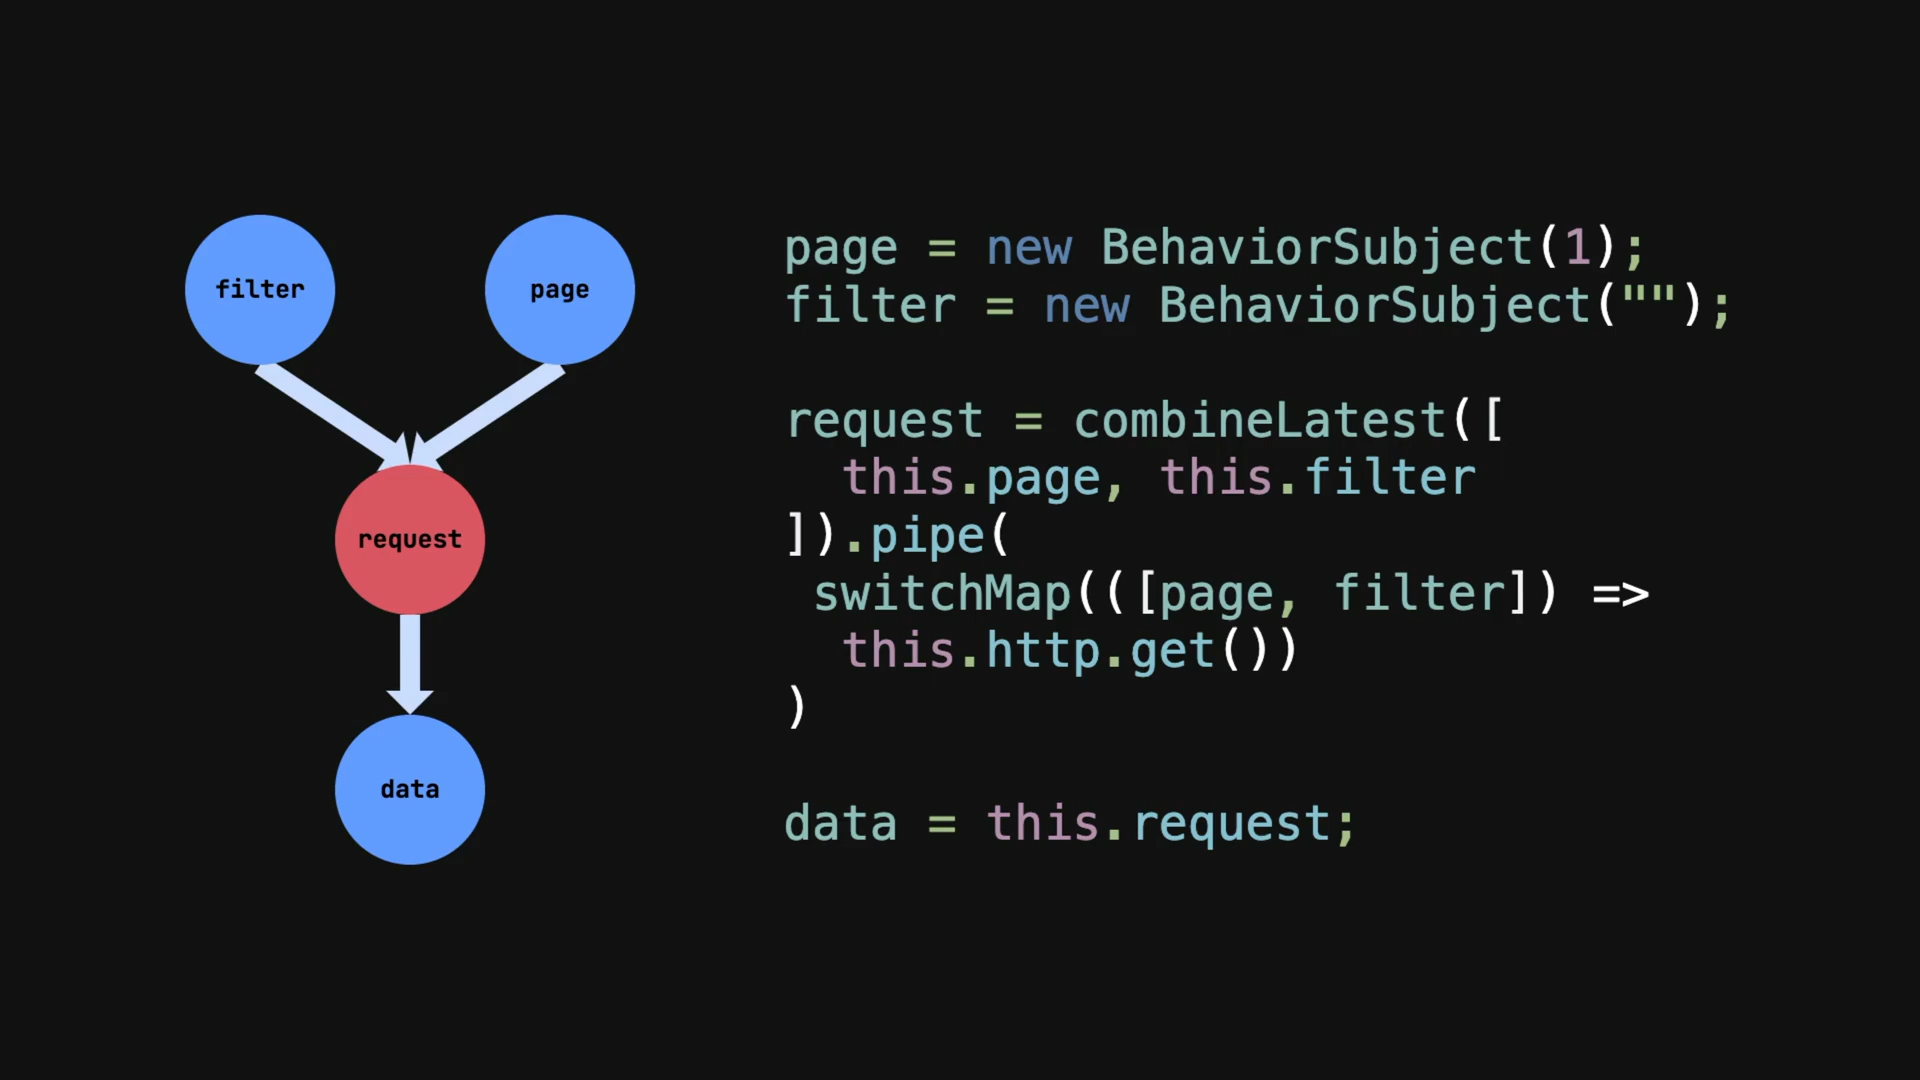 filter
page
request
data
page = new BehaviorSubject(1);
filter = new BehaviorSubject("");
request = combineLatest([
  this.page, this.filter
]).pipe(
 switchMap(([page, filter]) =>
  this.http.get())
)
data = this.request;